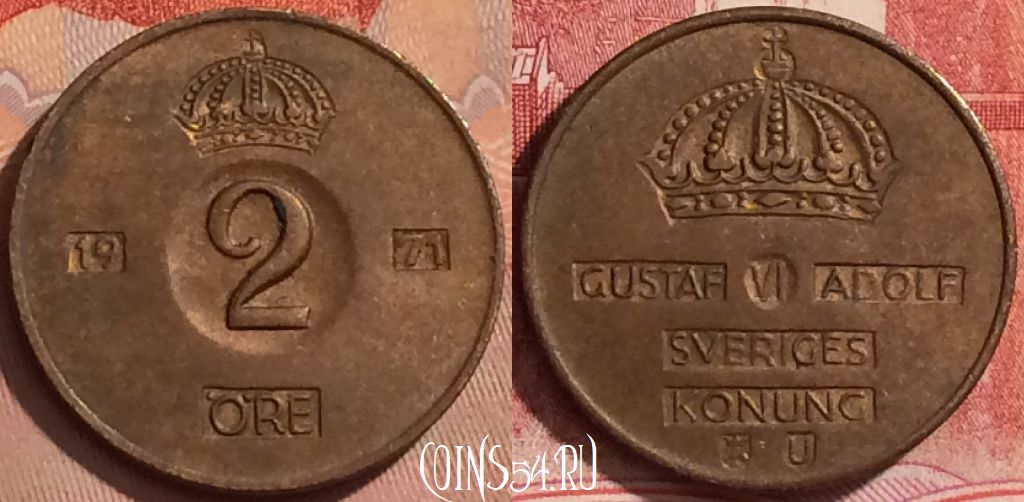 19 2 71
ÖRE
GUSTAF VI ADOLF
SVERIGES
KONUNG
U
COINS54.RU